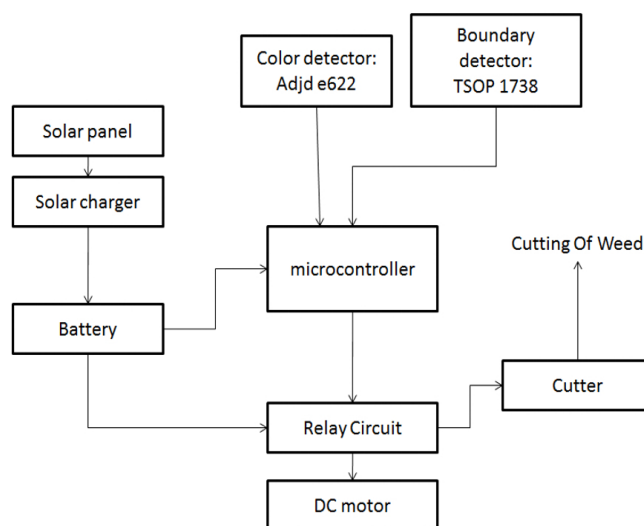 Color detector:
Adjd e622
Boundary
detector:
TSOP 1738
Solar panel
Solar charger
microcontroller
Cutting Of Weed
Battery
Cutter
Relay Circuit
DC motor